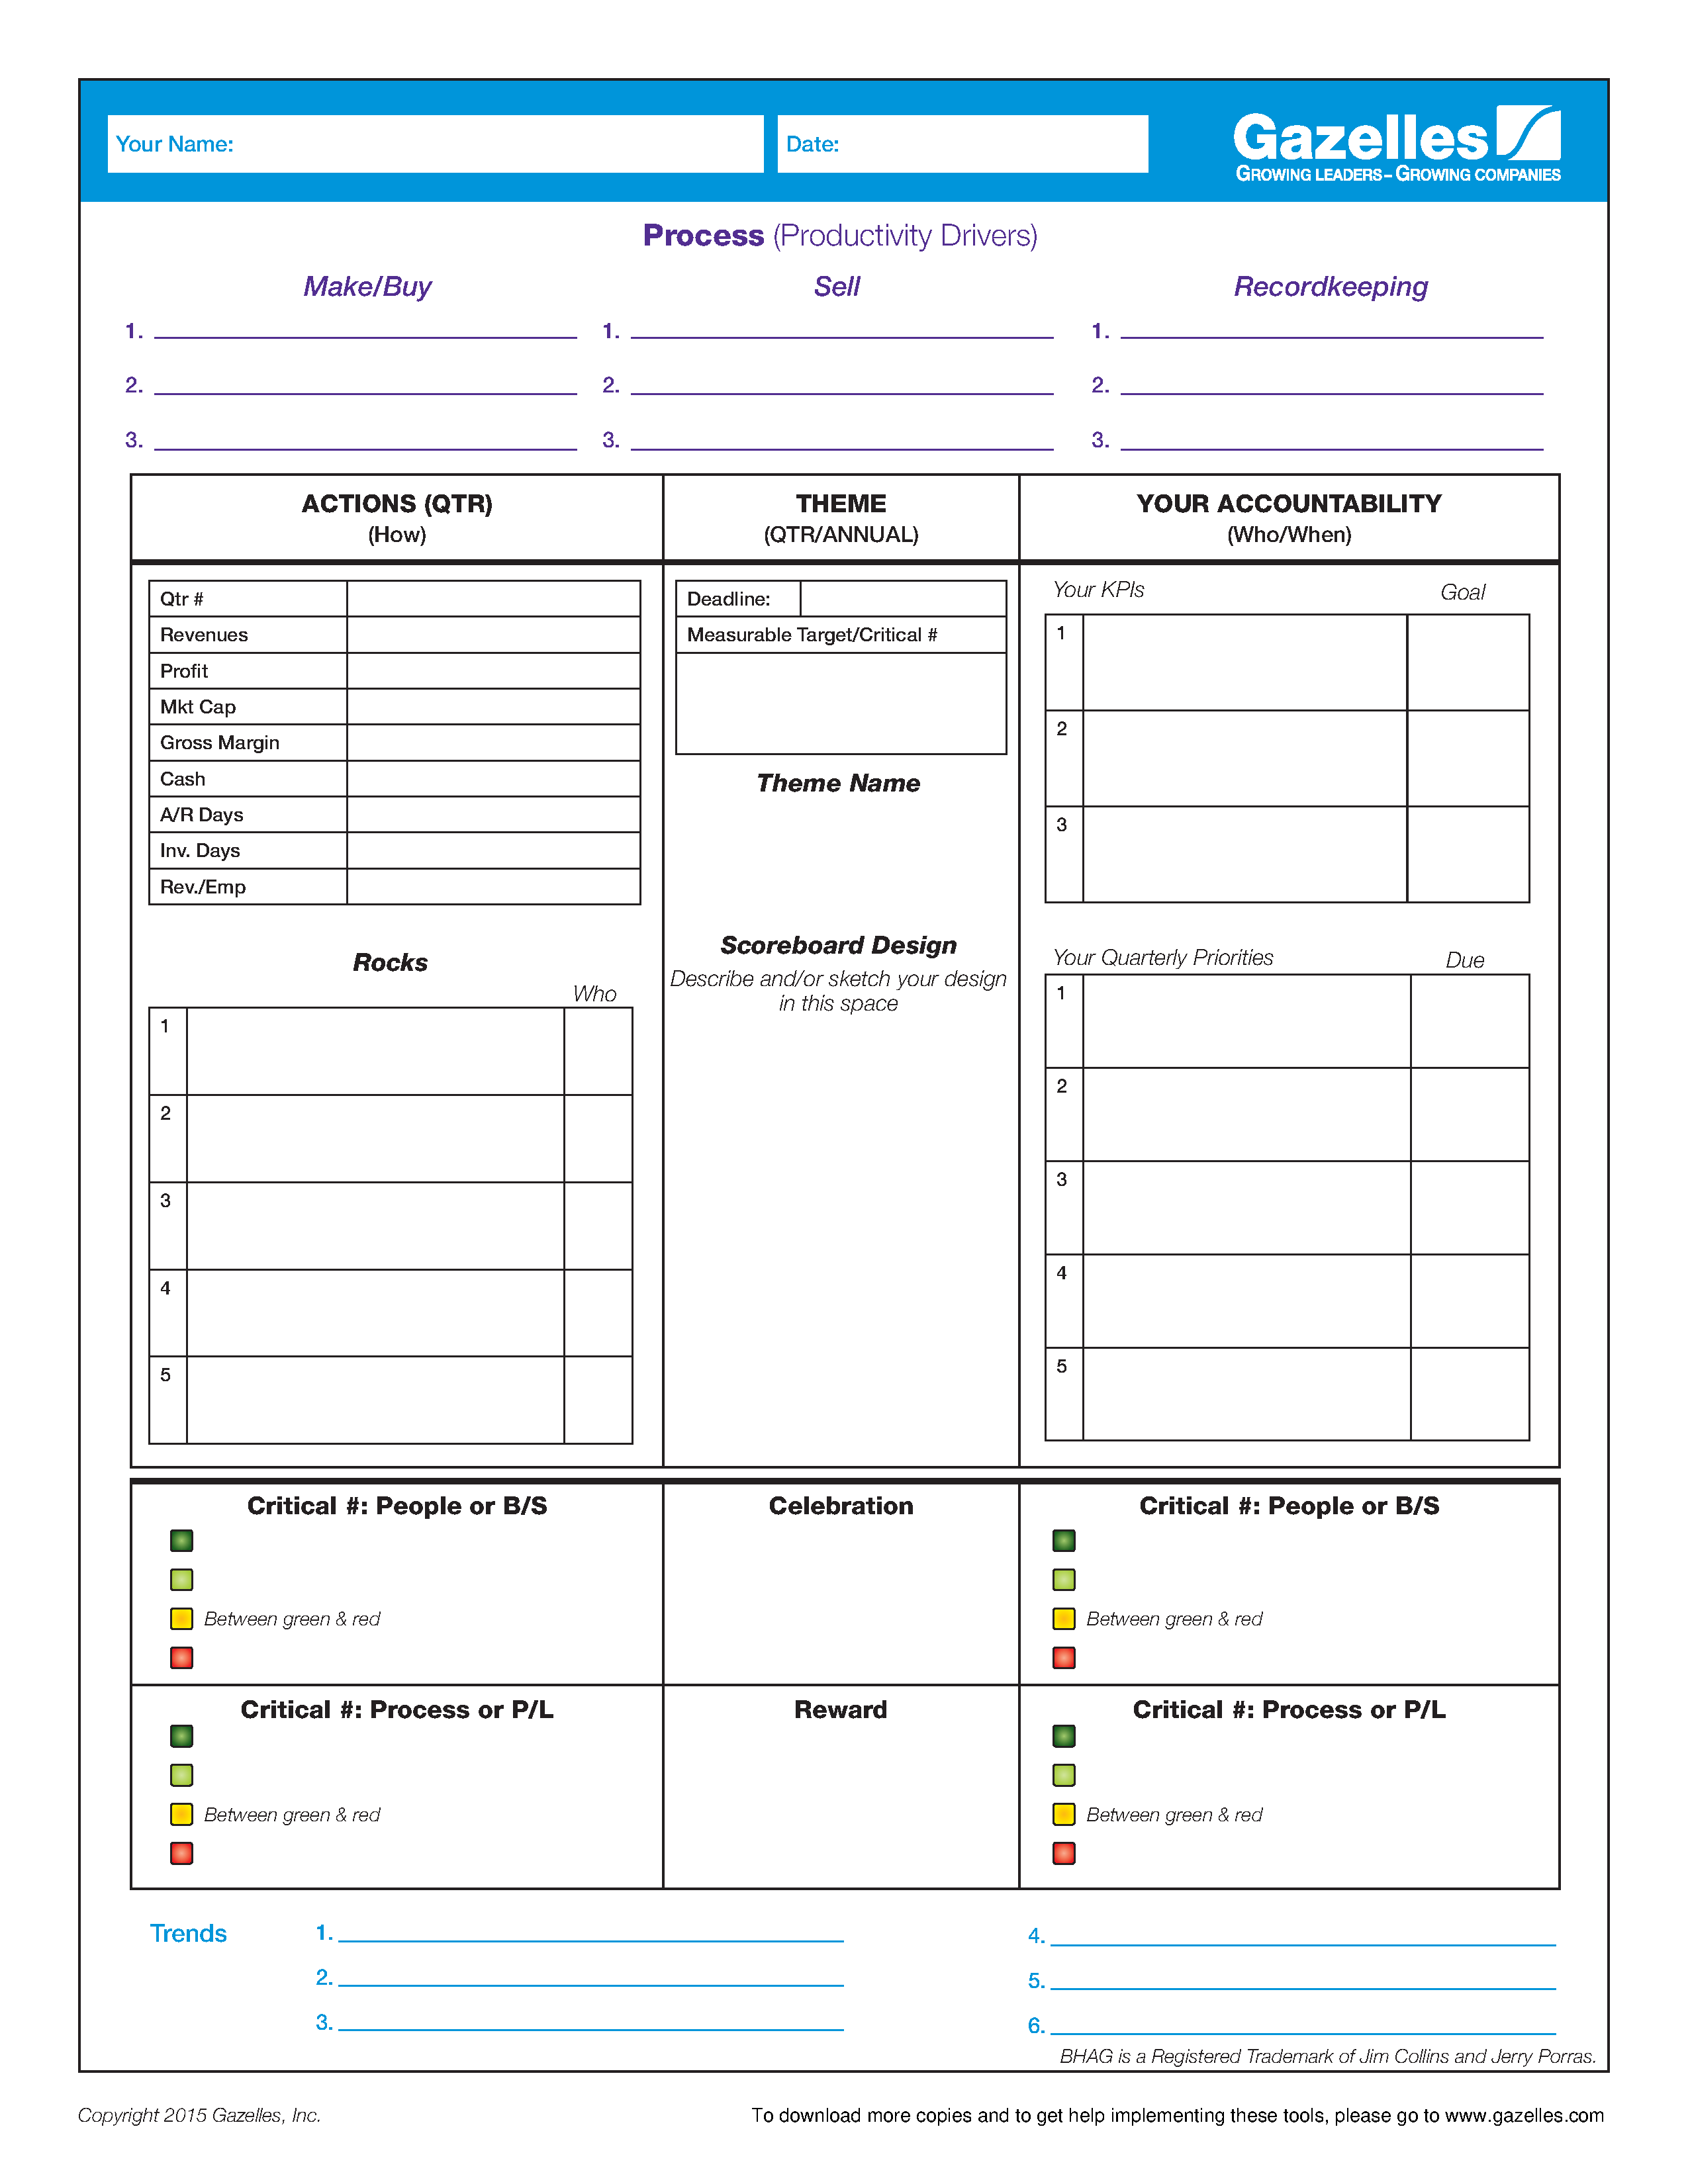 Your Name:
Date:
Gazelles
GROWING LEADERS – GROWING COMPANIES
Process (Productivity Drivers)
Make/Buy
Sell
Recordkeeping
1.
1.
1.
2.
2.
2.
3.
3.
3.
ACTIONS (QTR)
(How)
THEME
(QTR/ANNUAL)
YOUR ACCOUNTABILITY
(Who/When)
Qtr #
Revenues
Profit
Mkt Cap
Gross Margin
Cash
A/R Days
Inv. Days
Rev./Emp
Rocks
Who
1
2
3
4
5
Deadline:
Measurable Target/Critical #
Theme Name
Scoreboard Design
Describe and/or sketch your design
in this space
Your KPIs
Goal
1
2
3
Your Quarterly Priorities
Due
1
2
3
4
5
Critical #: People or B/S
Between green & red
Celebration
Critical #: People or B/S
Between green & red
Critical #: Process or P/L
Between green & red
Reward
Critical #: Process or P/L
Between green & red
Trends
1.
2.
3.
4.
5.
6.
BHAG is a Registered Trademark of Jim Collins and Jerry Porras.
Copyright 2015 Gazelles, Inc.
To download more copies and to get help implementing these tools, please go to www.gazelles.com